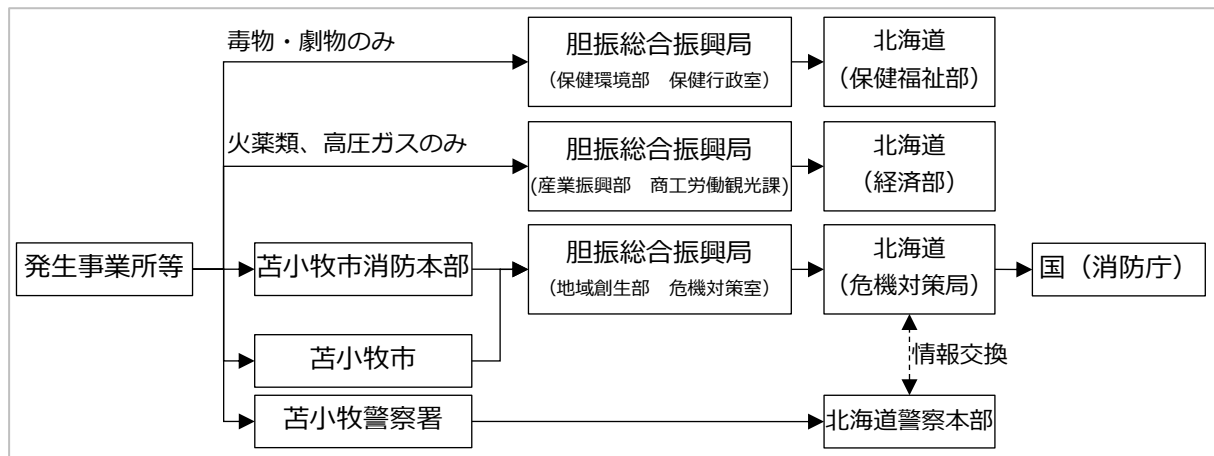 毒物・劇物のみ
胆振総合振興局
（保健環境部　保健行政室）
北海道
（保健福祉部）
火薬類、高圧ガスのみ
胆振総合振興局
(産業振興部　商工労働観光課)
北海道
（経済部）
発生事業所等
苫小牧市消防本部
胆振総合振興局
（地域創生部　危機対策室）
北海道
（危機対策局）
国（消防庁）
苫小牧市
情報交換
苫小牧警察署
北海道警察本部